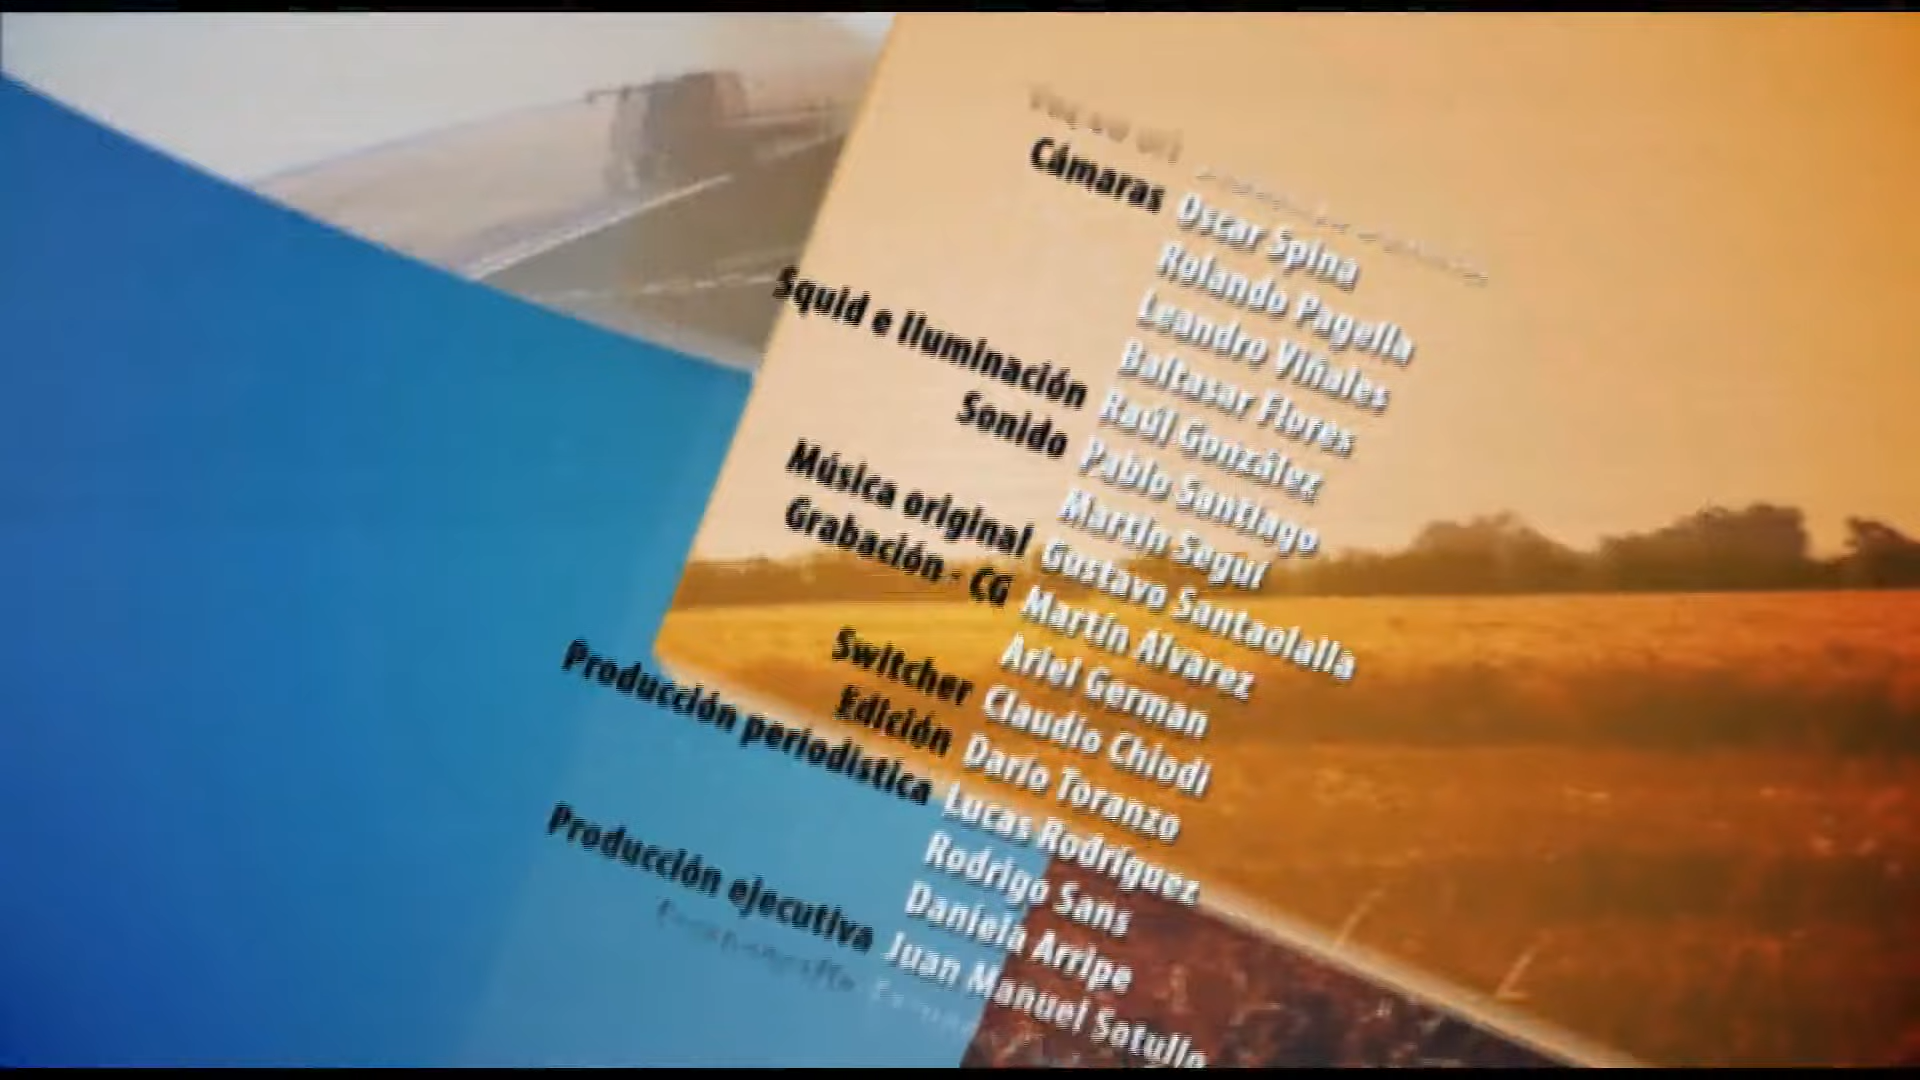 Cámaras Oscar Spina
Rolando Pagella
Leandro Viñales
Baltasar Flores
Squid e Iluminación Raúl González
Sonido Pablo Santiago
Martín Seguí
Música original Gustavo Santaolalla
Grabación - CG Martín Alvarez
Ariel German
Switcher Claudio Chiodi
Edición Darío Toranzo
Producción periodística Lucas Rodríguez
Rodrigo Sans
Daniela Arripe
Producción ejecutiva Juan Manuel Sotullo